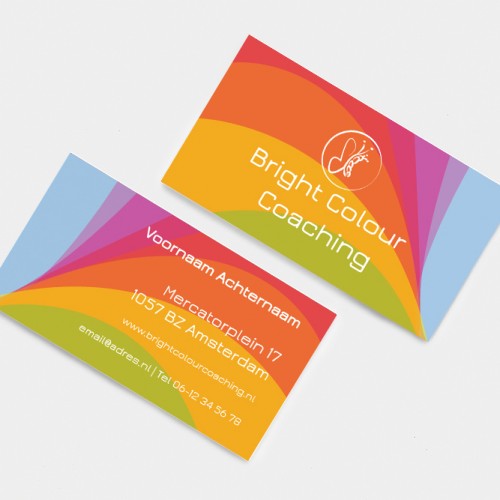 Bright Colour
Coaching
Voornaam Achternaam
Mercatorplein 17
1057 BZ Amsterdam
www.brightcolourcoaching.nl
email@adres.nl | Tel 06-12 34 56 78